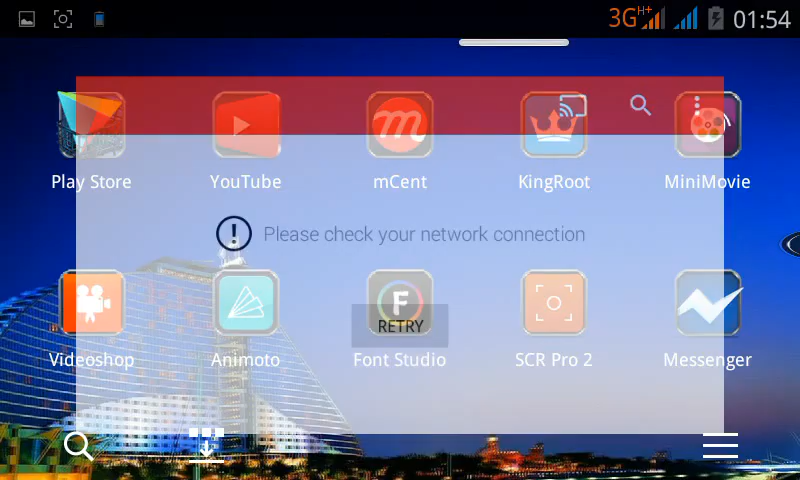 3G H+ 01:54
Play Store YouTube mCent KingRoot MiniMovie
Please check your network connection
F
RETRY
Videoshop Animoto Font Studio SCR Pro 2 Messenger